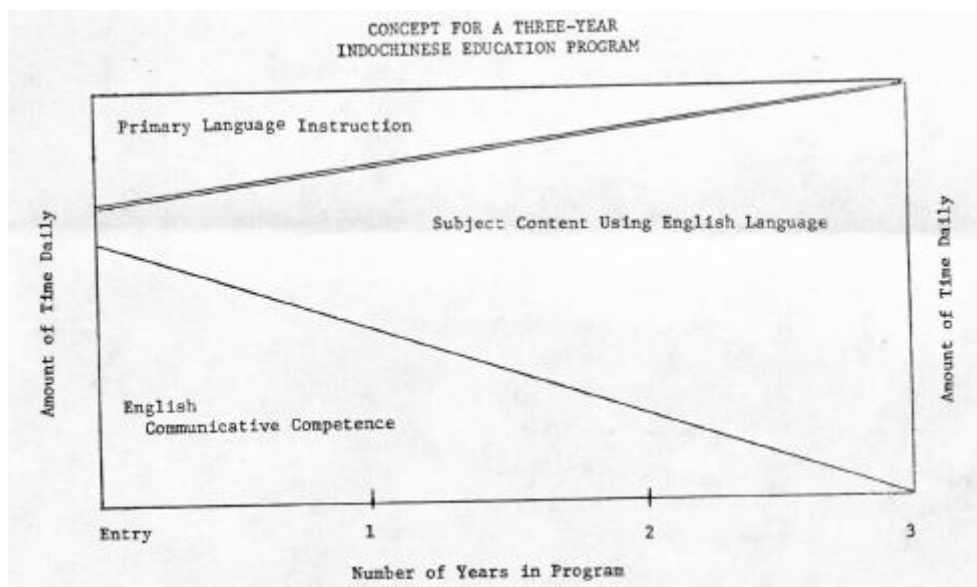 CONCEPT FOR A THREE-YEAR
INDOCHINESE EDUCATION PROGRAM
Primary Language Instruction
Subject Content Using English Language
Amount of Time Daily
Amount of Time Daily
English
Communicative Competence
Entry
1
2
3
Number of Years in Program